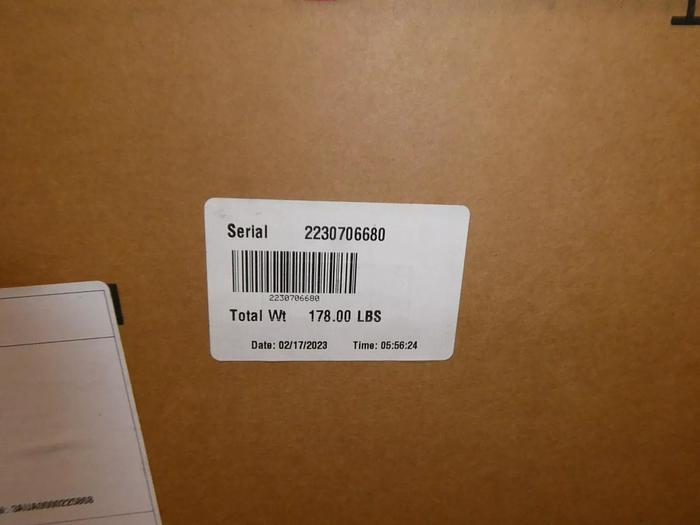 Serial 2230706680
2230706680
Total Wt 178.00 LBS
Date: 02/17/2023 Time: 05:56:24